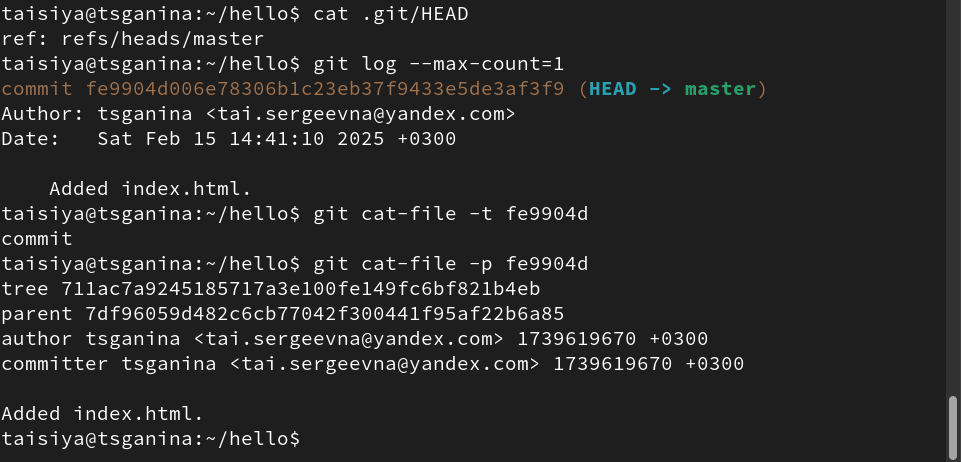 taisiya@tsganina:~/hello$ cat .git/HEAD
ref: refs/heads/master
taisiya@tsganina:~/hello$ git log --max-count=1
commit fe9904d006e78306b1c23eb37f9433e5de3af3f9 (HEAD -> master)
Author: tsganina <tai.sergeevna@yandex.com>
Date:   Sat Feb 15 14:41:10 2025 +0300

    Added index.html.
taisiya@tsganina:~/hello$ git cat-file -t fe9904d
commit
taisiya@tsganina:~/hello$ git cat-file -p fe9904d
tree 711ac7a9245185717a3e100fe149fc6bf821b4eb
parent 7df96059d482c6cb77042f300441f95af22b6a85
author tsganina <tai.sergeevna@yandex.com> 1739619670 +0300
committer tsganina <tai.sergeevna@yandex.com> 1739619670 +0300

Added index.html.
taisiya@tsganina:~/hello$